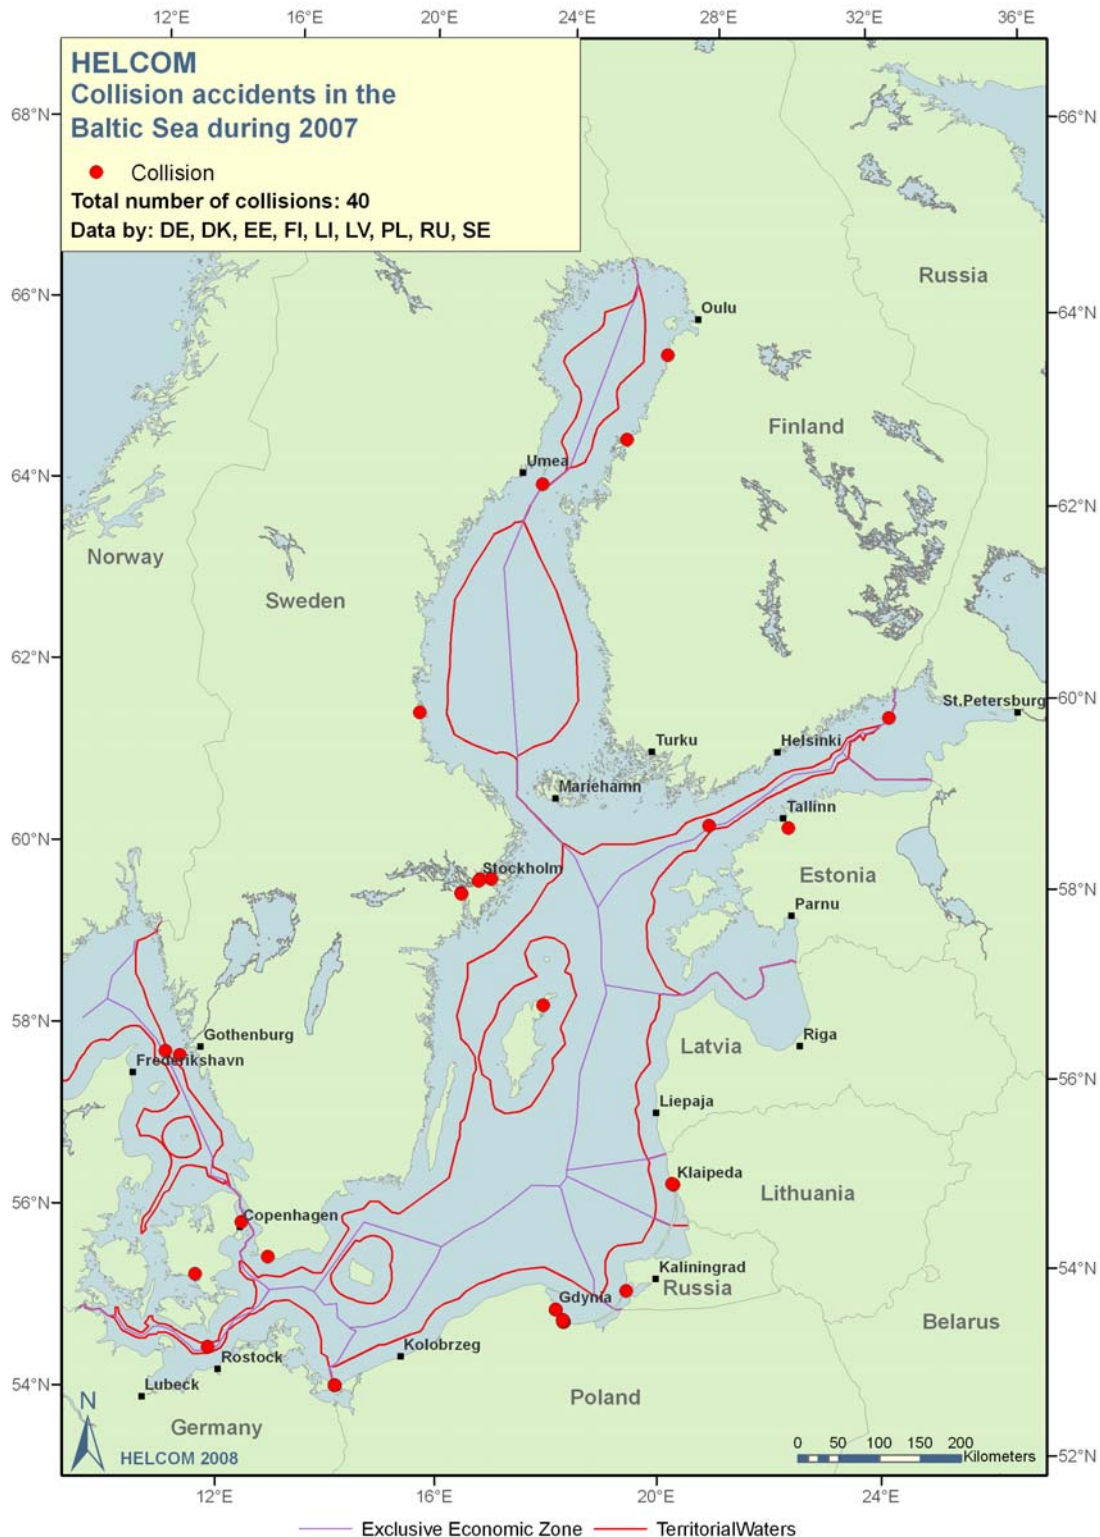 12°E 16°E 20°E 24°E 28°E 32°E 36°E
HELCOM
Collision accidents in the
Baltic Sea during 2007
Collision
Total number of collisions: 40
Data by: DE, DK, EE, FI, LI, LV, PL, RU, SE
68°N
66°N
Russia
66°N
Oulu
64°N
Finland
Umea
64°N
62°N
Norway
Sweden
62°N
60°N
St.Petersburg
Turku
Helsinki
Mariehamn
Tallinn
60°N
Stockholm
Estonia
58°N
Parnu
58°N
Gothenburg
Riga
Latvia
Frederikshavn
56°N
Liepaja
Klaipeda
Lithuania
56°N
Copenhagen
Kaliningrad
54°N
Russia
Gdynia
Belarus
Kolobrzeg
Rostock
54°N
Lubeck
Poland
N
Germany
0 50 100 150 200
Kilometers
52°N
HELCOM 2008
12°E 16°E 20°E 24°E
Exclusive Economic Zone
TerritorialWaters